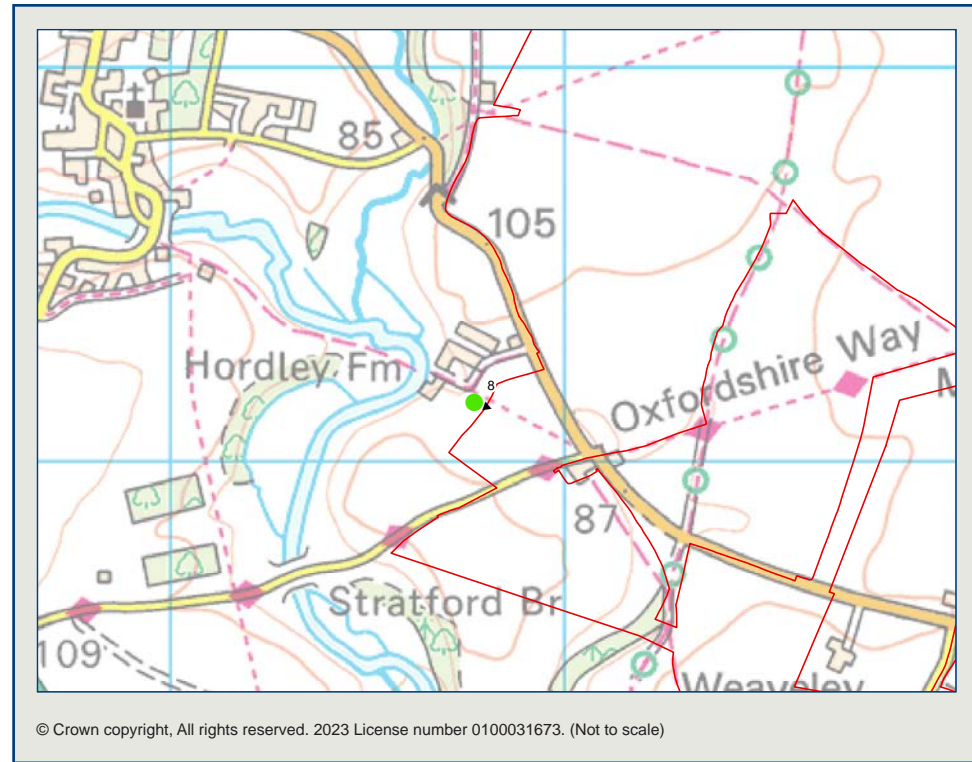 85
105
Hordley Fm
8
Oxfordshire Way
M
87
Stratford Br
109
Weaveley
© Crown copyright, All rights reserved. 2023 License number 0100031673. (Not to scale)